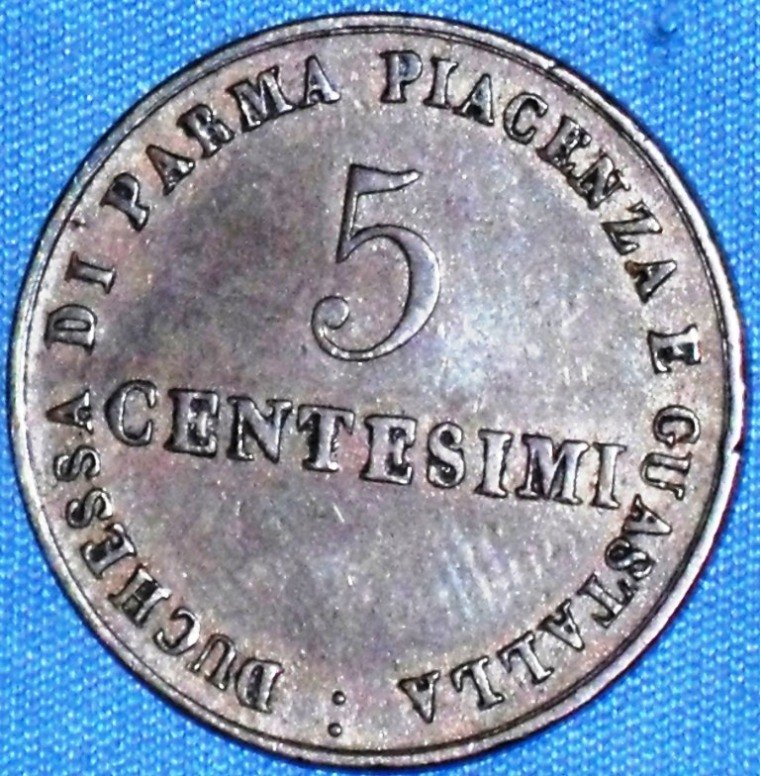 DUCHESSA DI PARMA PIACENZA E GUASTALLA :
5
CENTESIMI